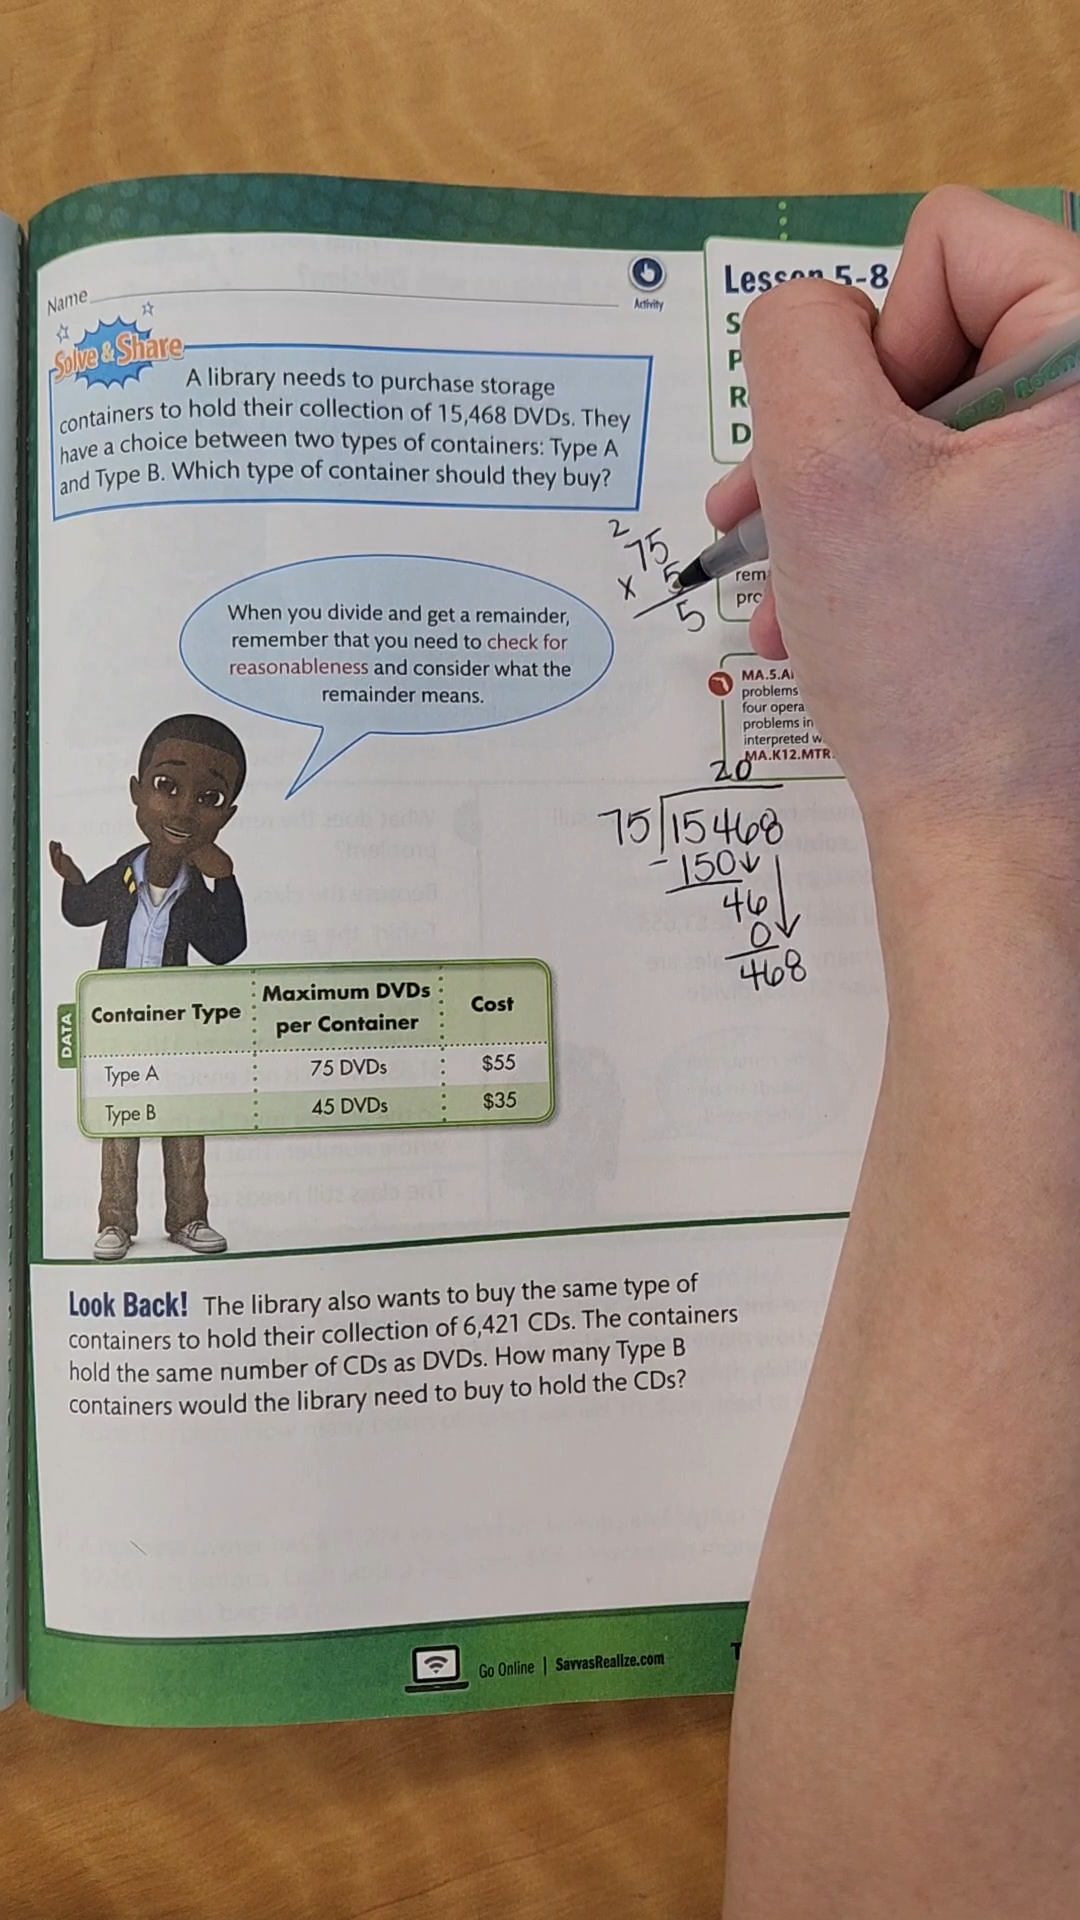 Name
Activity
Lesson 5-8
Solve & Share
A library needs to purchase storage
containers to hold their collection of 15,468 DVDs. They
have a choice between two types of containers: Type A
and Type B. Which type of container should they buy?
2
75
x 5
5
When you divide and get a remainder,
remember that you need to check for
reasonableness and consider what the
remainder means.
problems
four opera
problems in
interpreted w
MA.K12.MTR.
20
75 15468
- 150
46
0
468
DATA
Container Type Maximum DVDs per Container Cost
Type A 75 DVDs $55
Type B 45 DVDs $35
Look Back! The library also wants to buy the same type of
containers to hold their collection of 6,421 CDs. The containers
hold the same number of CDs as DVDs. How many Type B
containers would the library need to buy to hold the CDs?
Go Online | SavvasRealize.com